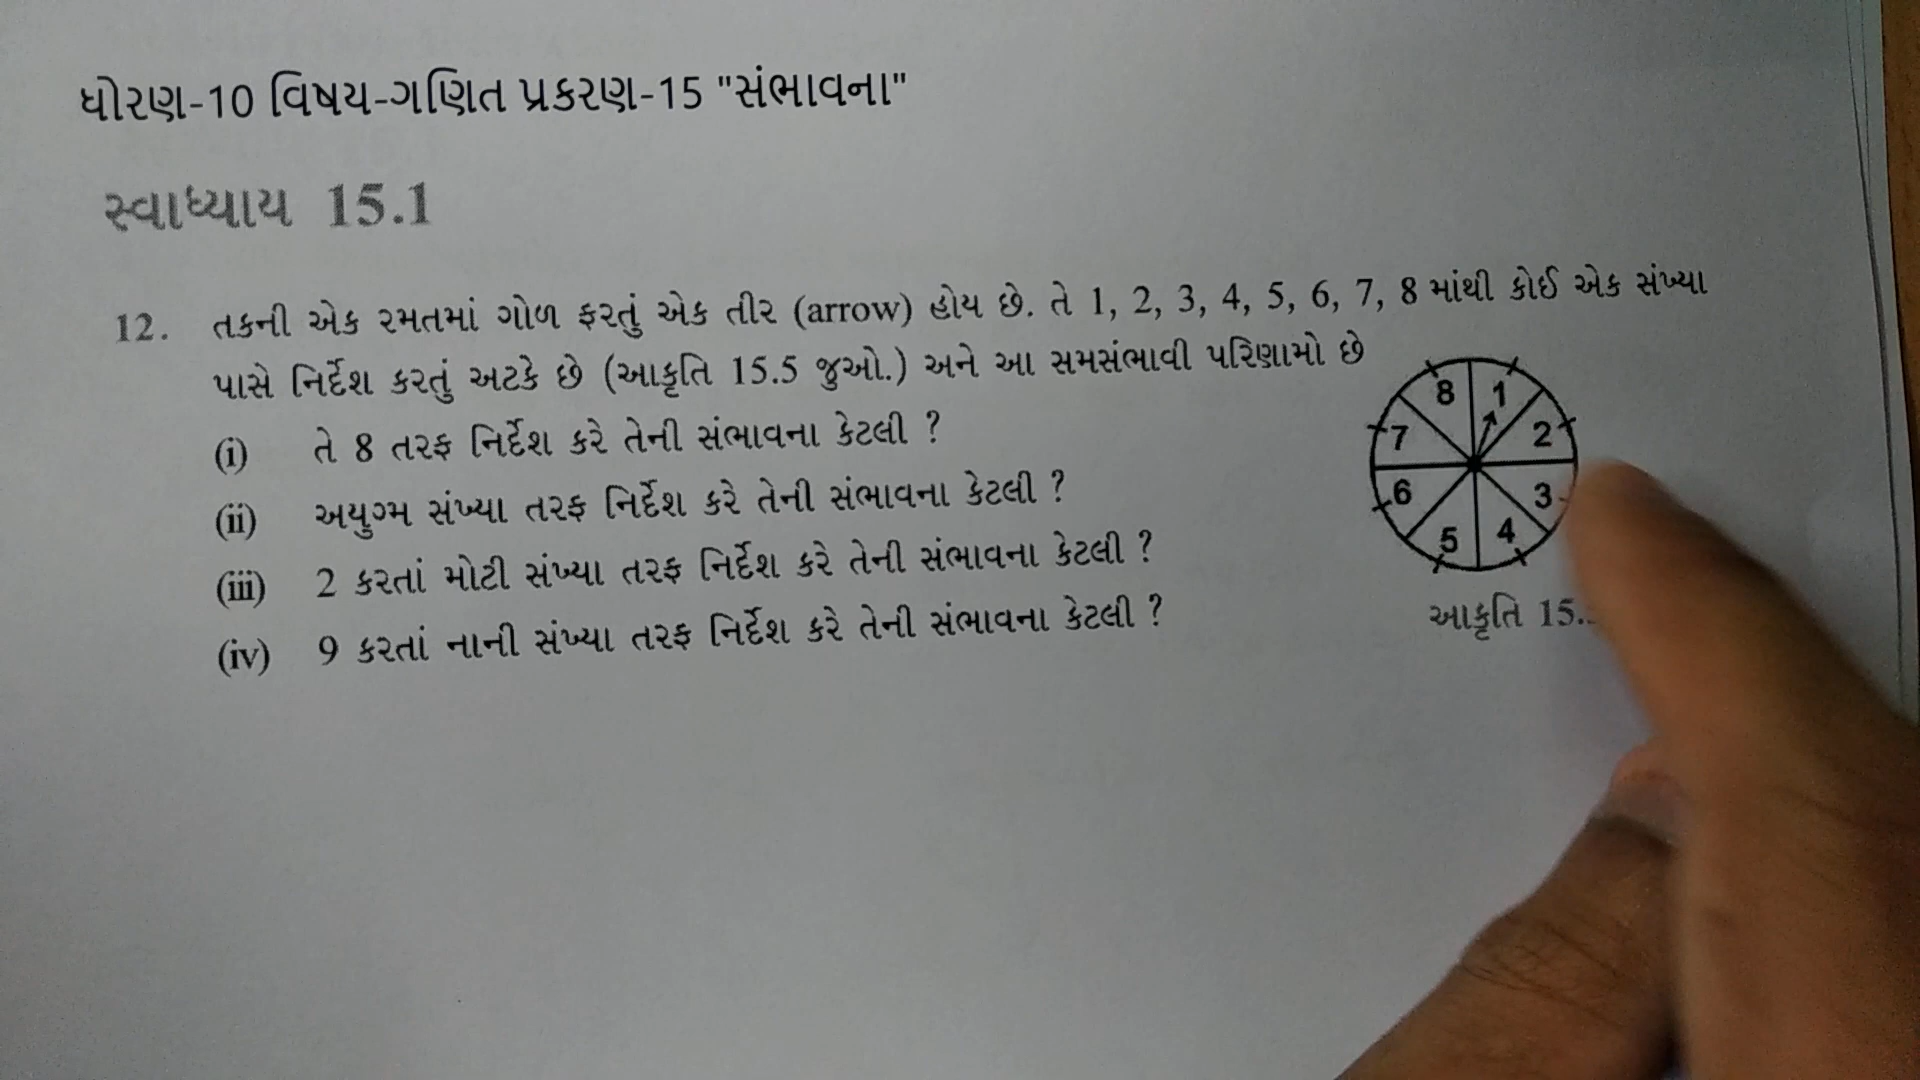 ધોરણ-10 વિષય-ગણિત પ્રકરણ-15 "સંભાવના"
સ્વાધ્યાય 15.1
12. તકની એક રમતમાં ગોળ ફરતું એક તીર (arrow) હોય છે. તે 1, 2, 3, 4, 5, 6, 7, 8 માંથી કોઈ એક સંખ્યા
પાસે નિર્દેશ કરતું અટકે છે (આકૃતિ 15.5 જુઓ.) અને આ સમસંભાવી પરિણામો છે
(i) તે 8 તરફ નિર્દેશ કરે તેની સંભાવના કેટલી ?
(ii) અયુગ્મ સંખ્યા તરફ નિર્દેશ કરે તેની સંભાવના કેટલી ?
(iii) 2 કરતાં મોટી સંખ્યા તરફ નિર્દેશ કરે તેની સંભાવના કેટલી ?
(iv) 9 કરતાં નાની સંખ્યા તરફ નિર્દેશ કરે તેની સંભાવના કેટલી ?
8 1
7 2
6 3
5 4
આકૃતિ 15.